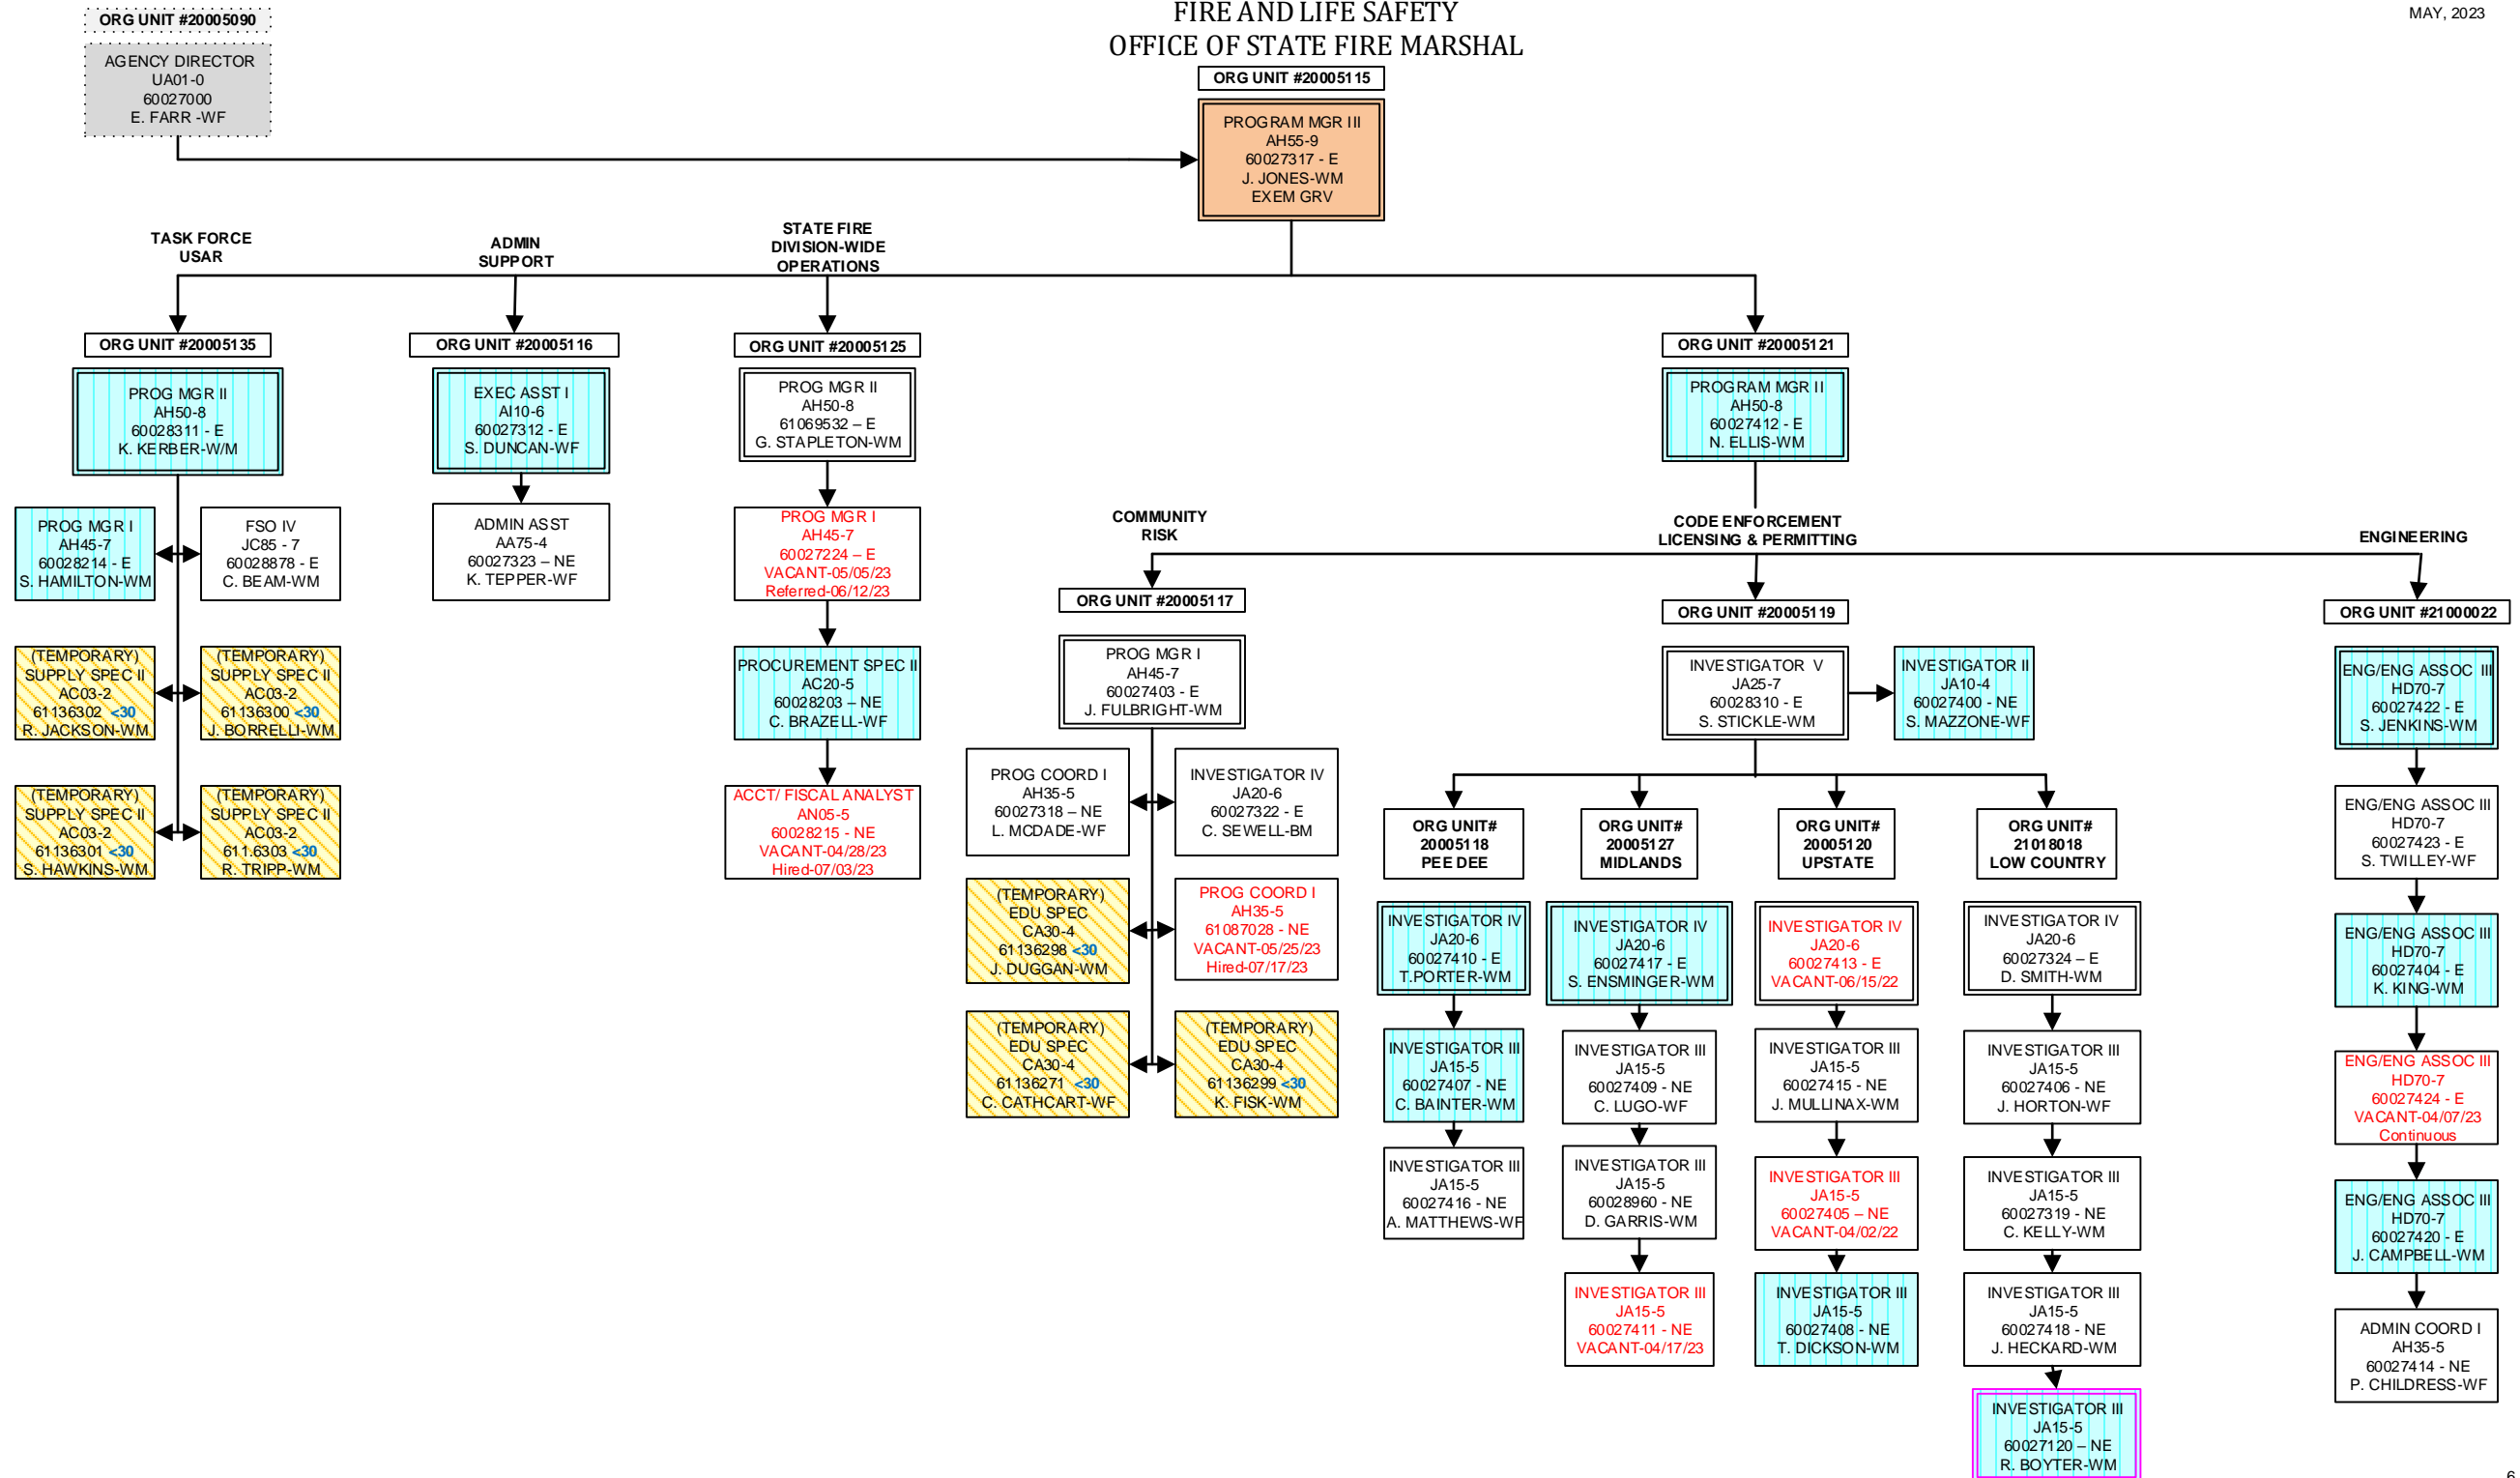 ORG UNIT #20005090
AGENCY DIRECTOR
UA01-0
60027000
E. FARR -WF
FIRE AND LIFE SAFETY
OFFICE OF STATE FIRE MARSHAL
MAY, 2023
ORG UNIT #20005115
PROGRAM MGR III
AH55-9
60027317 - E
J. JONES-WM
EXEM GRV
TASK FORCE
USAR
ORG UNIT #20005135
PROG MGR II
AH50-8
60028311 - E
K. KERBER-W/M
PROG MGR I
AH45-7
60028214 - E
S. HAMILTON-WM
FSO IV
JC85 - 7
60028878 - E
C. BEAM-WM
(TEMPORARY)
SUPPLY SPEC II
AC03-2
61136302 <30
R. JACKSON-WM
(TEMPORARY)
SUPPLY SPEC II
AC03-2
61136300 <30
J. BORRELLI-WM
(TEMPORARY)
SUPPLY SPEC II
AC03-2
61136301 <30
S. HAWKINS-WM
(TEMPORARY)
SUPPLY SPEC II
AC03-2
611.6303 <30
R. TRIPP-WM
ADMIN
SUPPORT
ORG UNIT #20005116
EXEC ASST I
AI10-6
60027312 - E
S. DUNCAN-WF
ADMIN ASST
AA75-4
60027323 – NE
K. TEPPER-WF
STATE FIRE
DIVISION-WIDE
OPERATIONS
ORG UNIT #20005125
PROG MGR II
AH50-8
61069532 – E
G. STAPLETON-WM
PROG MGR I
AH45-7
60027224 – E
VACANT-05/05/23
Referred-06/12/23
PROCUREMENT SPEC II
AC20-5
60028203 – NE
C. BRAZELL-WF
ACCT/ FISCAL ANALYST
AN05-5
60028215 - NE
VACANT-04/28/23
Hired-07/03/23
ORG UNIT #20005121
PROGRAM MGR II
AH50-8
60027412 - E
N. ELLIS-WM
COMMUNITY
RISK
ORG UNIT #20005117
PROG MGR I
AH45-7
60027403 - E
J. FULBRIGHT-WM
PROG COORD I
AH35-5
60027318 – NE
L. MCDADE-WF
INVESTIGATOR IV
JA20-6
60027322 - E
C. SEWELL-BM
(TEMPORARY)
EDU SPEC
CA30-4
61136298 <30
J. DUGGAN-WM
PROG COORD I
AH35-5
61087028 - NE
VACANT-05/25/23
Hired-07/17/23
(TEMPORARY)
EDU SPEC
CA30-4
61136271 <30
C. CATHCART-WF
(TEMPORARY)
EDU SPEC
CA30-4
61136299 <30
K. FISK-WM
CODE ENFORCEMENT
LICENSING & PERMITTING
ORG UNIT #20005119
INVESTIGATOR V
JA25-7
60028310 - E
S. STICKLE-WM
INVESTIGATOR II
JA10-4
60027400 - NE
S. MAZZONE-WF
ORG UNIT#
20005118
PEE DEE
INVESTIGATOR IV
JA20-6
60027410 - E
T.PORTER-WM
INVESTIGATOR III
JA15-5
60027407 - NE
C. BAINTER-WM
INVESTIGATOR III
JA15-5
60027416 - NE
A. MATTHEWS-WF
ORG UNIT#
20005127
MIDLANDS
INVESTIGATOR IV
JA20-6
60027417 - E
S. ENSMINGER-WM
INVESTIGATOR III
JA15-5
60027409 - NE
C. LUGO-WF
INVESTIGATOR III
JA15-5
60028960 - NE
D. GARRIS-WM
INVESTIGATOR III
JA15-5
60027411 - NE
VACANT-04/17/23
ORG UNIT#
20005120
UPSTATE
INVESTIGATOR IV
JA20-6
60027413 - E
VACANT-06/15/22
INVESTIGATOR III
JA15-5
60027415 - NE
J. MULLINAX-WM
INVESTIGATOR III
JA15-5
60027405 – NE
VACANT-04/02/22
INVESTIGATOR III
JA15-5
60027408 - NE
T. DICKSON-WM
ORG UNIT#
21018018
LOW COUNTRY
INVESTIGATOR IV
JA20-6
60027324 – E
D. SMITH-WM
INVESTIGATOR III
JA15-5
60027406 - NE
J. HORTON-WF
INVESTIGATOR III
JA15-5
60027319 - NE
C. KELLY-WM
INVESTIGATOR III
JA15-5
60027418 - NE
J. HECKARD-WM
INVESTIGATOR III
JA15-5
60027120 – NE
R. BOYTER-WM
ENGINEERING
ORG UNIT #21000022
ENG/ENG ASSOC III
HD70-7
60027422 - E
S. JENKINS-WM
ENG/ENG ASSOC III
HD70-7
60027423 - E
S. TWILLEY-WF
ENG/ENG ASSOC III
HD70-7
60027404 - E
K. KING-WM
ENG/ENG ASSOC III
HD70-7
60027424 - E
VACANT-04/07/23
Continuous
ENG/ENG ASSOC III
HD70-7
60027420 - E
J. CAMPBELL-WM
ADMIN COORD I
AH35-5
60027414 - NE
P. CHILDRESS-WF
6